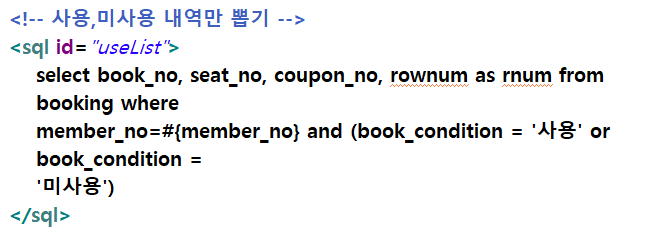 <!-- 사용,미사용 내역만 뽑기 -->
<sql id="useList">
select book_no, seat_no, coupon_no, rownum as rnum from
booking where
member_no=#{member_no} and (book_condition = '사용' or
book_condition =
'미사용')
</sql>